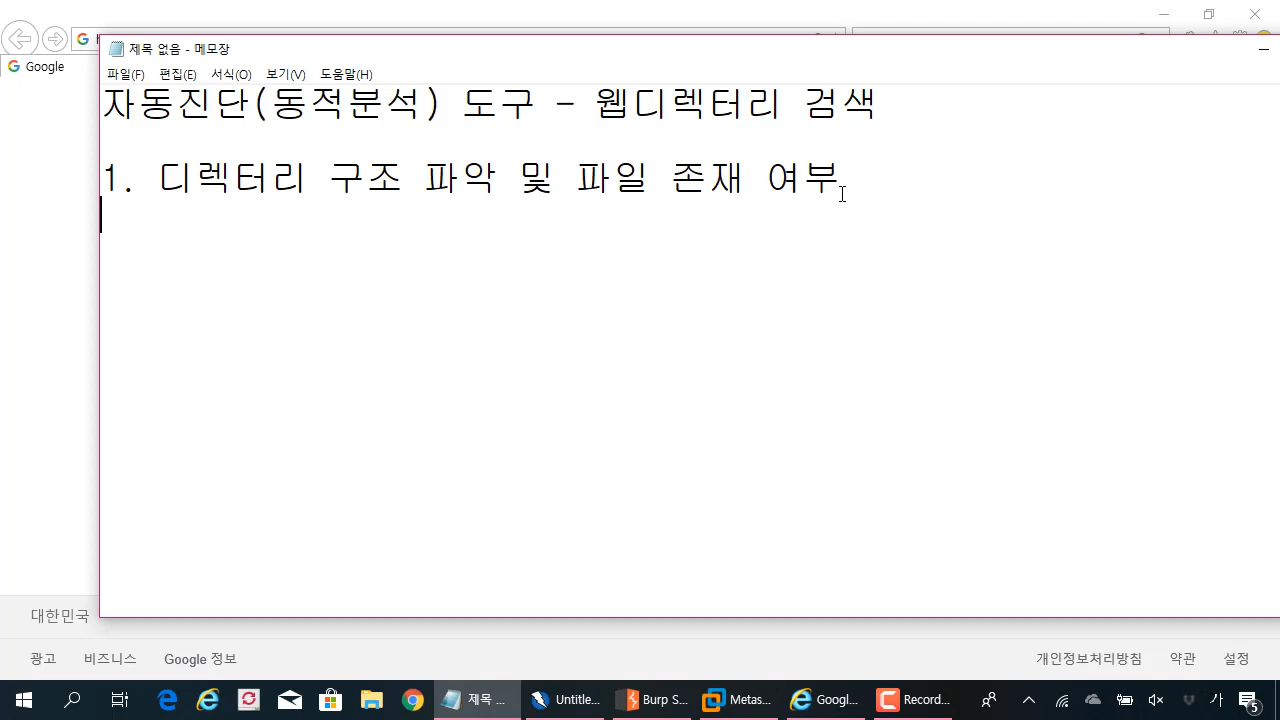 Google
제목 없음 - 메모장
파일(F) 편집(E) 서식(O) 보기(V) 도움말(H)
자동진단(동적분석) 도구 - 웹디렉터리 검색
1. 디렉터리 구조 파악 및 파일 존재 여부
대한민국
광고 비즈니스 Google 정보 개인정보처리방침 약관 설정
제목 ... Untitle... Burp S... Metas... Googl... Record... 가 5